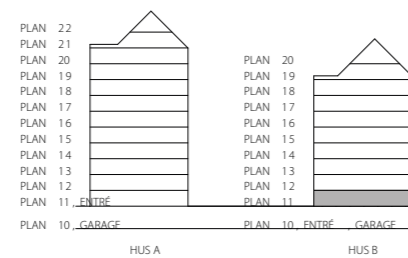 PLAN 22
PLAN 21
PLAN 20
PLAN 19
PLAN 18
PLAN 17
PLAN 16
PLAN 15
PLAN 14
PLAN 13
PLAN 12
PLAN 11, ENTRÉ
PLAN 10, GARAGE
HUS A
PLAN 20
PLAN 19
PLAN 18
PLAN 17
PLAN 16
PLAN 15
PLAN 14
PLAN 13
PLAN 12
PLAN 11
PLAN 10, ENTRÉ , GARAGE
HUS B